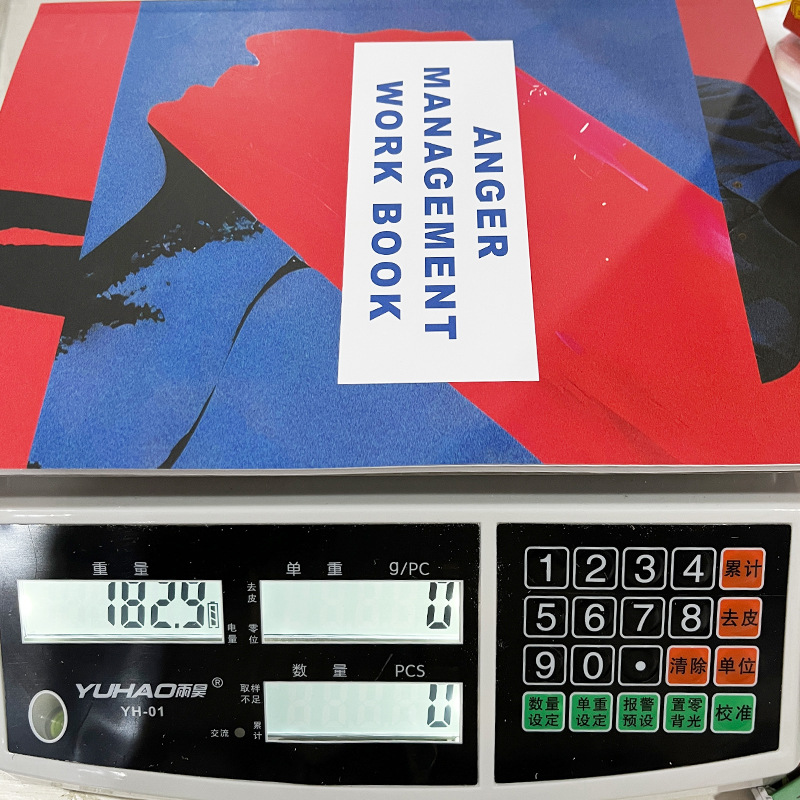 ANGER
MANAGEMENT
WORK BOOK
重 量
单 重 g/PC
182.9
去皮
0
电量
零位
数 量 PCS
YUHAO雨昊®
YH-01
取样不足
0
交流
累计
1 2 3 4 累计
5 6 7 8 去皮
9 0 • 清除 单位
数量设定 单重设定 报警预设 置零背光 校准